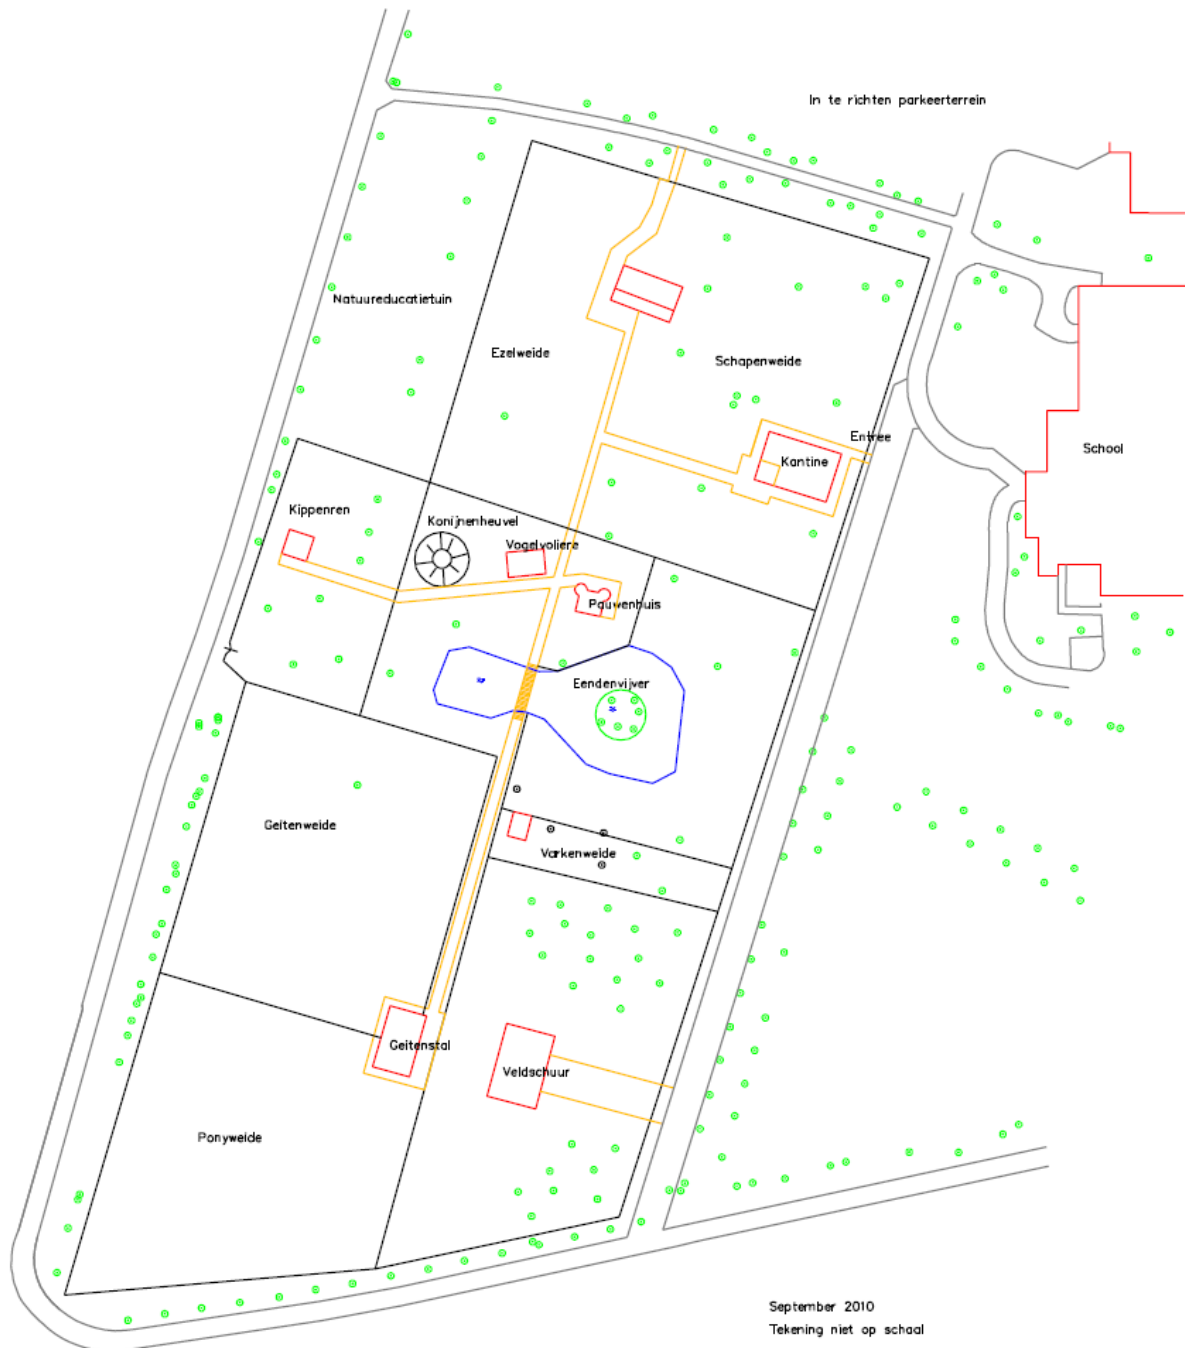 In te richten parkeerterrein
Natuureducatietuin
Ezelweide
Schapenweide
Entree
School
Kantine
Kippenren
Konijnenheuvel
Vogelvoliere
Pauwenhuis
Eendenvijver
Geitenweide
Varkenweide
Geitenstal
Veldschuur
Ponyweide
September 2010
Tekening niet op schaal